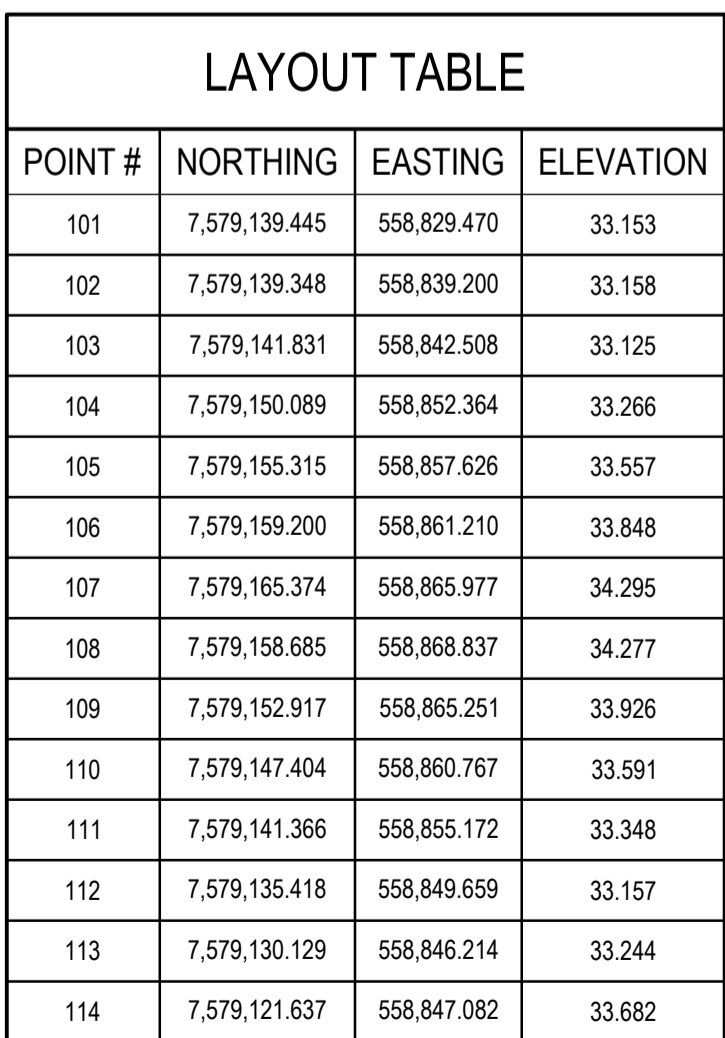 LAYOUT TABLE
POINT # NORTHING EASTING ELEVATION
101 7,579,139.445 558,829.470 33.153
102 7,579,139.348 558,839.200 33.158
103 7,579,141.831 558,842.508 33.125
104 7,579,150.089 558,852.364 33.266
105 7,579,155.315 558,857.626 33.557
106 7,579,159.200 558,861.210 33.848
107 7,579,165.374 558,865.977 34.295
108 7,579,158.685 558,868.837 34.277
109 7,579,152.917 558,865.251 33.926
110 7,579,147.404 558,860.767 33.591
111 7,579,141.366 558,855.172 33.348
112 7,579,135.418 558,849.659 33.157
113 7,579,130.129 558,846.214 33.244
114 7,579,121.637 558,847.082 33.682